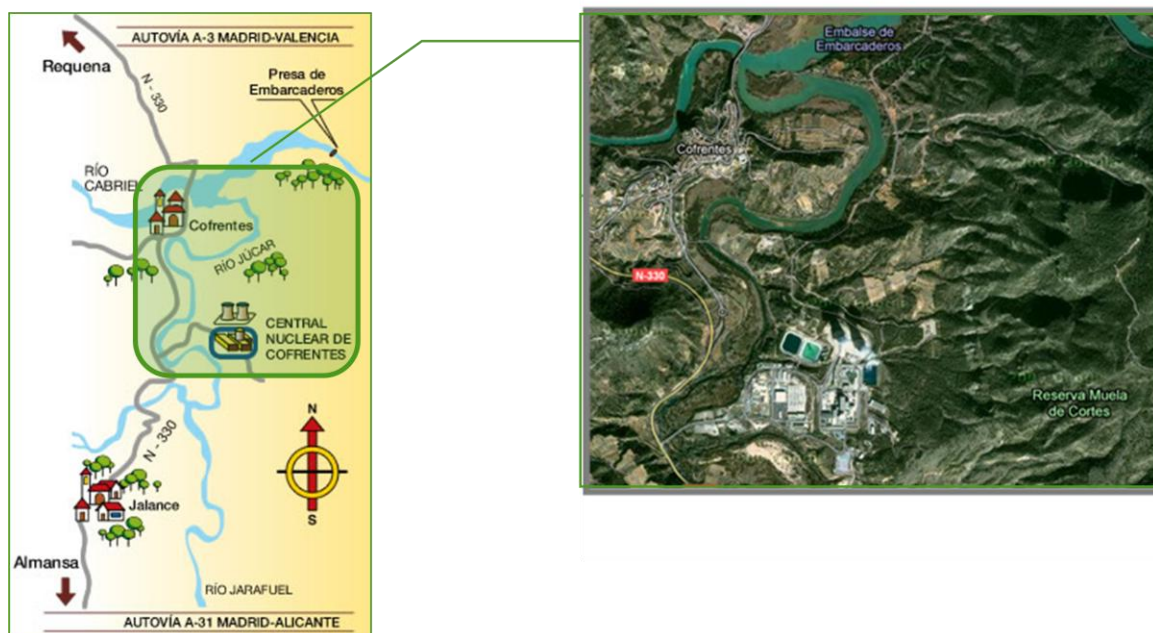 AUTOVÍA A-3 MADRID-VALENCIA
Requena
N - 330
Presa de
Embarcaderos
RÍO
CABRIEL
Cofrentes
RÍO JÚCAR
CENTRAL
NUCLEAR DE
COFRENTES
N - 330
N
S
Jalance
Almansa
RÍO JARAFUEL
AUTOVÍA A-31 MADRID-ALICANTE
Embalse de
Embarcaderos
Cofrentes
N-330
Reserva Muela
de Cortes